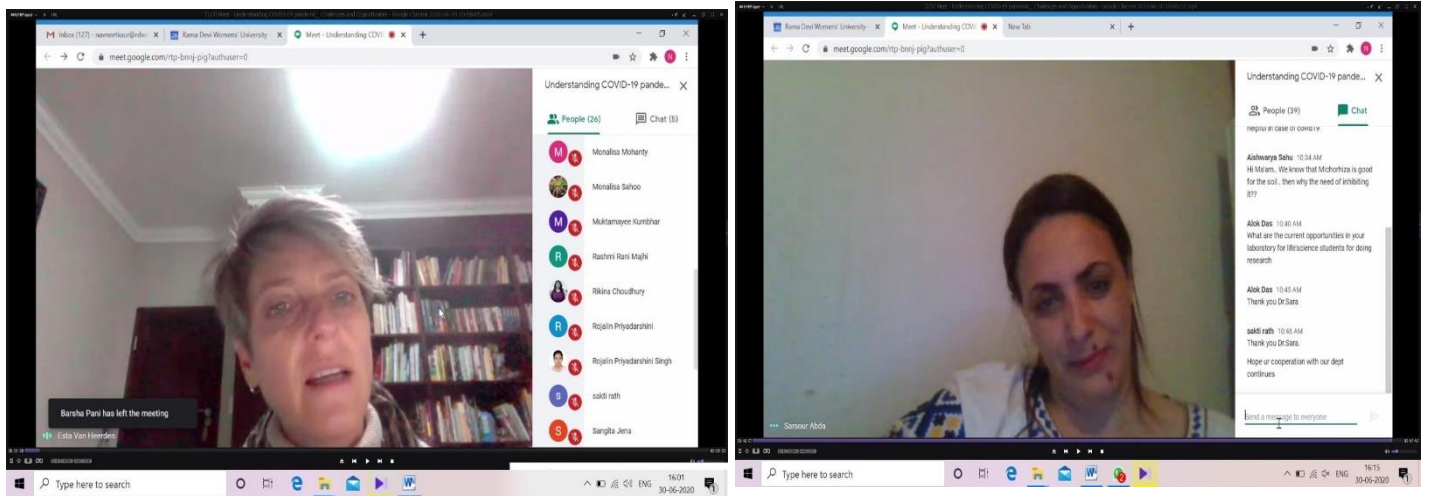 Inbox (127) - navneetkaur@rdwu
Rama Devi Womens' University
Meet - Understanding COVI
meet.google.com/rtp-bnnj-pig?authuser=0
Understanding COVID-19 pande...
People (26)
Chat (5)
M
Monalisa Mohanty
Monalisa Sahoo
M
Muktamayee Kumbhar
R
Rashmi Rani Majhi
Rikina Choudhury
R
Rojalin Priyadarshini
Rojalin Priyadarshini Singh
S
sakti rath
S
Sangita Jena
Barsha Pani has left the meeting
Esta Van Heerden
Type here to search
ENG
16:01
30-06-2020
Rama Devi Womens' University
Meet - Understanding COVI
New Tab
meet.google.com/rtp-bnnj-pig?authuser=0
Understanding COVID-19 pande...
People (39)
Chat
helpful in case of covid19
Aishwarya Sahu 10:34 AM
Hi Ma'am.. We know that Michorhiza is good
for the soil.. then why the need of inhibiting
it??
Alok Das 10:40 AM
What are the current opportunities in your
laboratory for lifescience students for doing
research
Alok Das 10:45 AM
Thank you Dr.Sara
sakti rath 10:46 AM
Thank you Dr.Sara.
Hope ur cooperation with our dept
continues
Send a message to everyone
Sansour Abda
Type here to search
ENG
16:15
30-06-2020